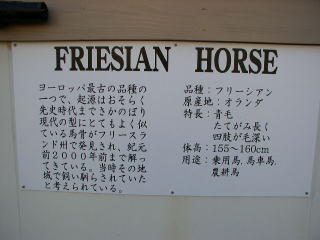 FRIESIAN HORSE
ヨーロッパ最古の品種の
一つで、起源はおそらく
先史時代までさかのぼり
現代の型にとてもよく似
ている馬骨がフリースラ
ンド州で発見され、紀元
前2000年前まで解っ
てきている。当時その地
域で飼い馴らされていた
と考えられている。
品種：フリーシアン
原産地：オランダ
特長：青毛
たてがみ長く
四肢が毛深い
体高：155～160cm
用途：乗用馬,馬車馬,
農耕馬